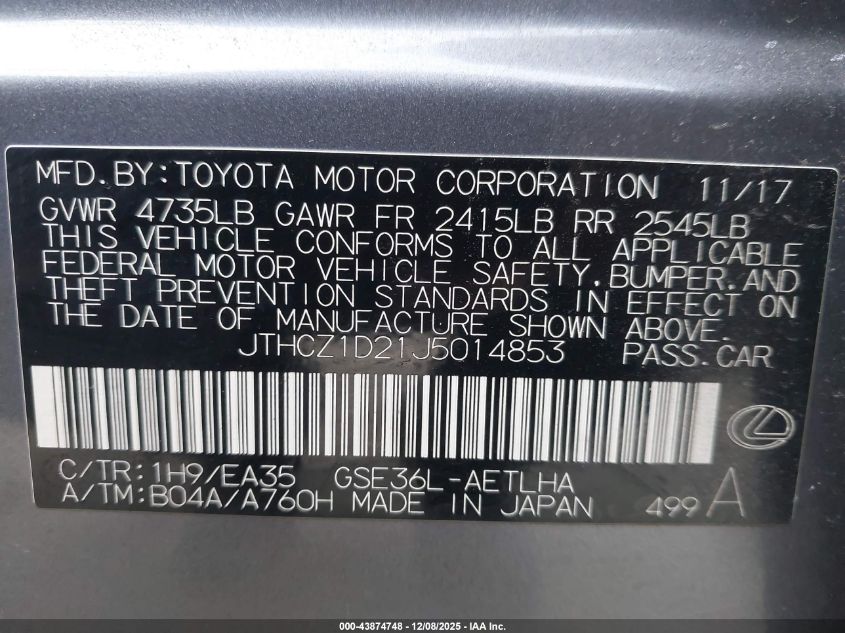 MFD.BY:TOYOTA MOTOR CORPORATION 11/17
GVWR 4735LB GAWR FR 2415LB RR 2545LB
THIS VEHICLE CONFORMS TO ALL APPLICABLE
FEDERAL MOTOR VEHICLE SAFETY.BUMPER.AND
THEFT PREVENTION STANDARDS IN EFFECT ON
THE DATE OF MANUFACTURE SHOWN ABOVE.
JTHCZ1D21J5014853 PASS.CAR
C/TR:1H9/EA35 GSE36L-AETLHA
A/TM:B04A/A760H MADE IN JAPAN 499 A
000-43874748 - 12/08/2025 - IAA Inc.